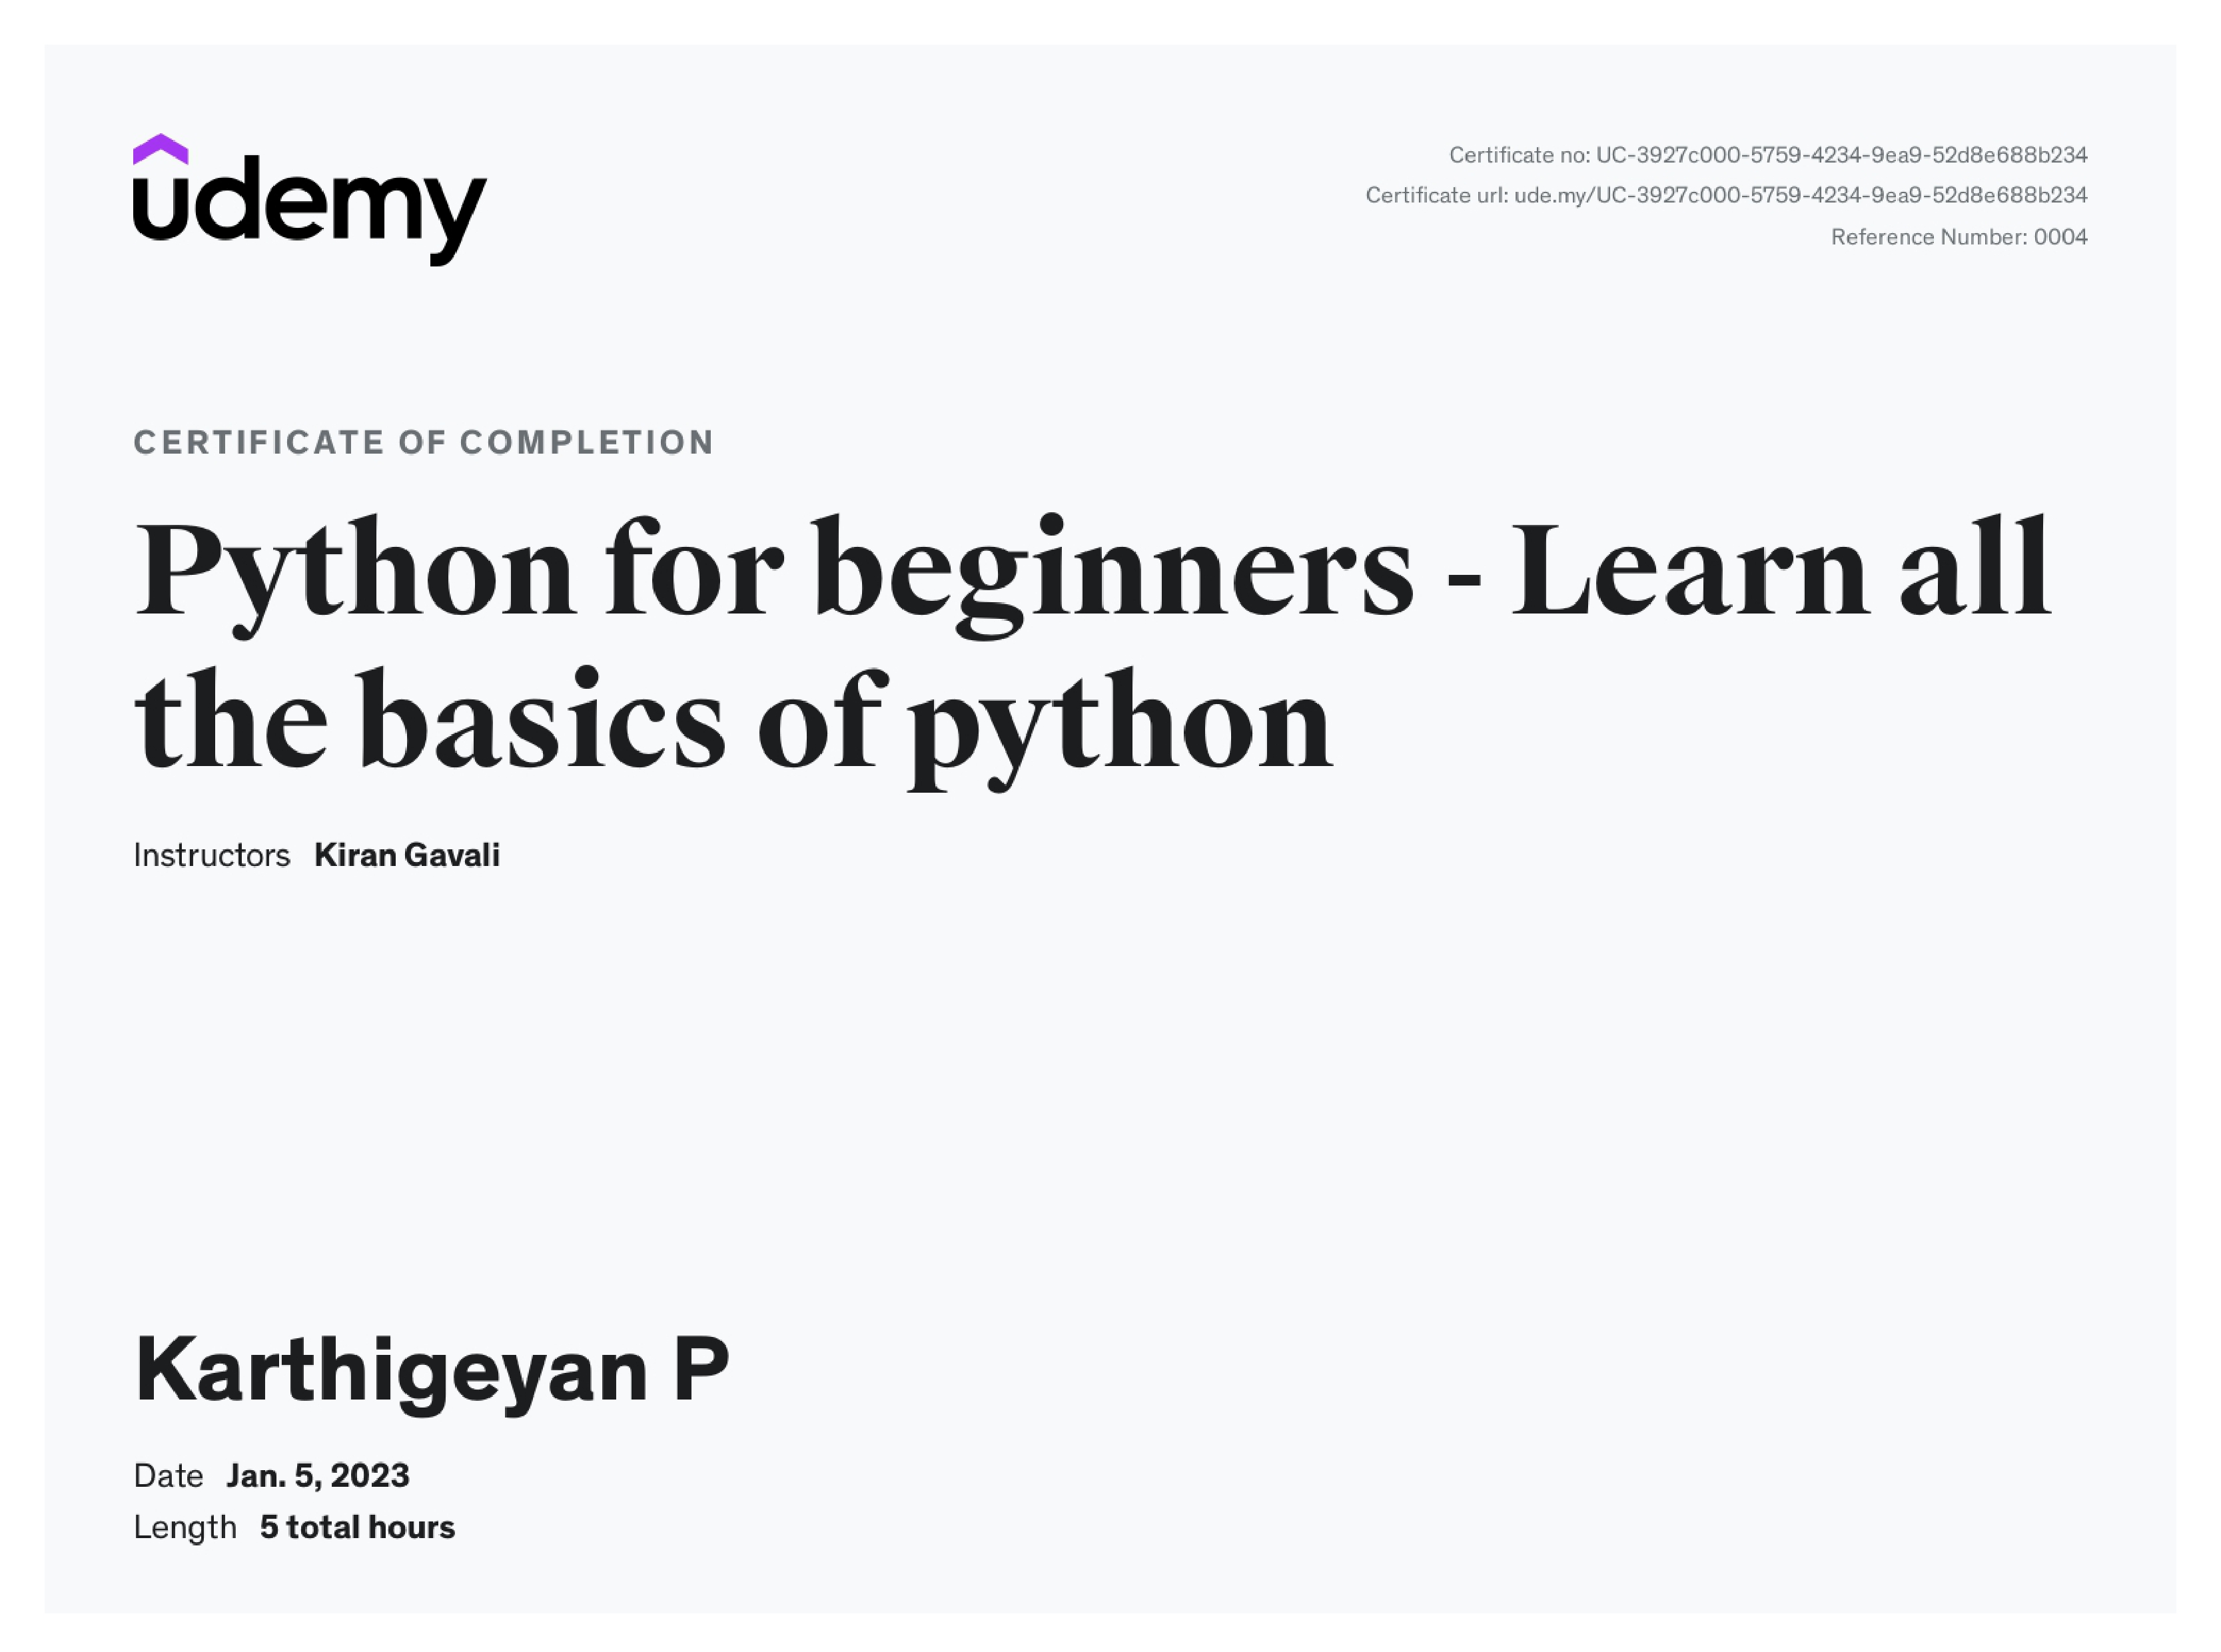 udemy
Certificate no: UC-3927c000-5759-4234-9ea9-52d8e688b234
Certificate url: ude.my/UC-3927c000-5759-4234-9ea9-52d8e688b234
Reference Number: 0004
CERTIFICATE OF COMPLETION
Python for beginners - Learn all
the basics of python
Instructors Kiran Gavali
Karthigeyan P
Date Jan. 5, 2023
Length 5 total hours